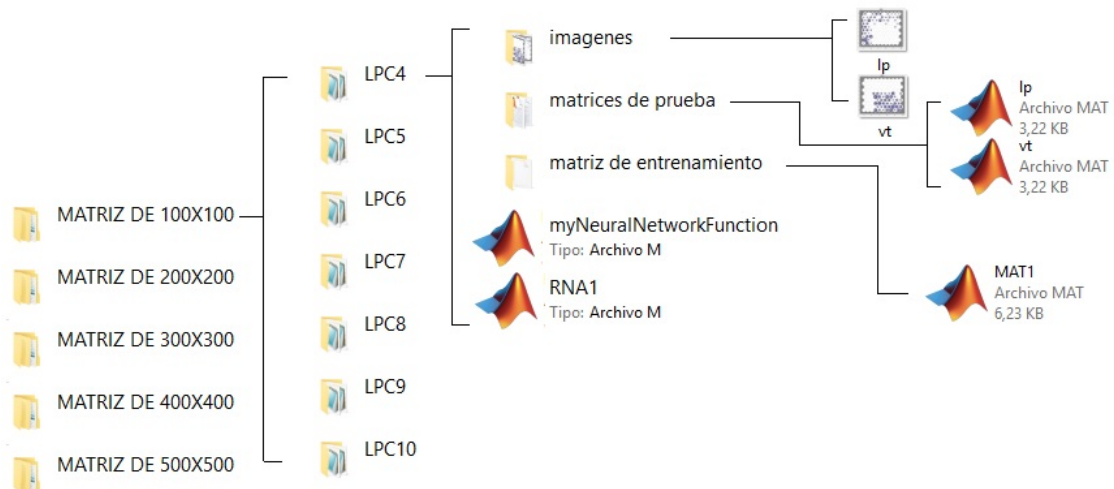 MATRIZ DE 100X100
MATRIZ DE 200X200
MATRIZ DE 300X300
MATRIZ DE 400X400
MATRIZ DE 500X500
LPC4
LPC5
LPC6
LPC7
LPC8
LPC9
LPC10
imagenes
matrices de prueba
matriz de entrenamiento
myNeuralNetworkFunction
Tipo: Archivo M
RNA1
Tipo: Archivo M
lp
vt
lp
Archivo MAT
3,22 KB
vt
Archivo MAT
3,22 KB
MAT1
Archivo MAT
6,23 KB